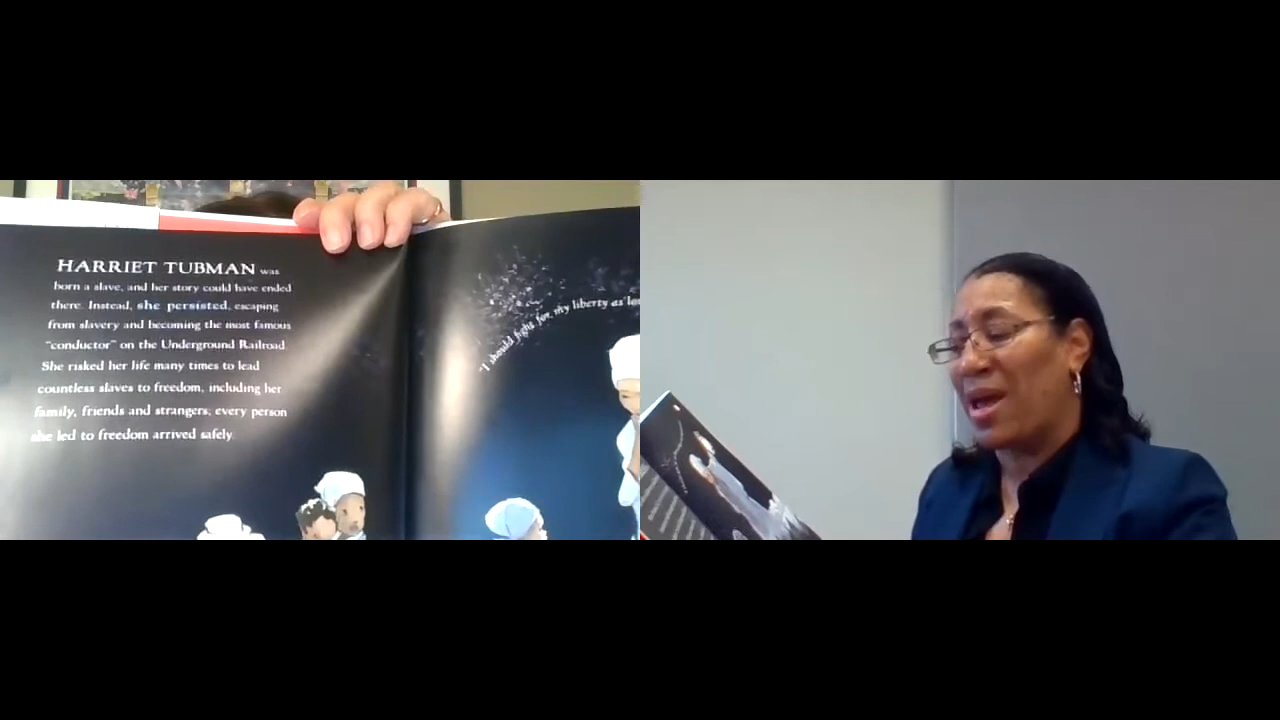 HARRIET TUBMAN was
born a slave, and her story could have ended
there. Instead, she persisted, escaping
from slavery and becoming the most famous
“conductor” on the Underground Railroad.
She risked her life many times to lead
countless slaves to freedom, including her
family, friends and strangers; every person
she led to freedom arrived safely.
"I should fight for my liberty as